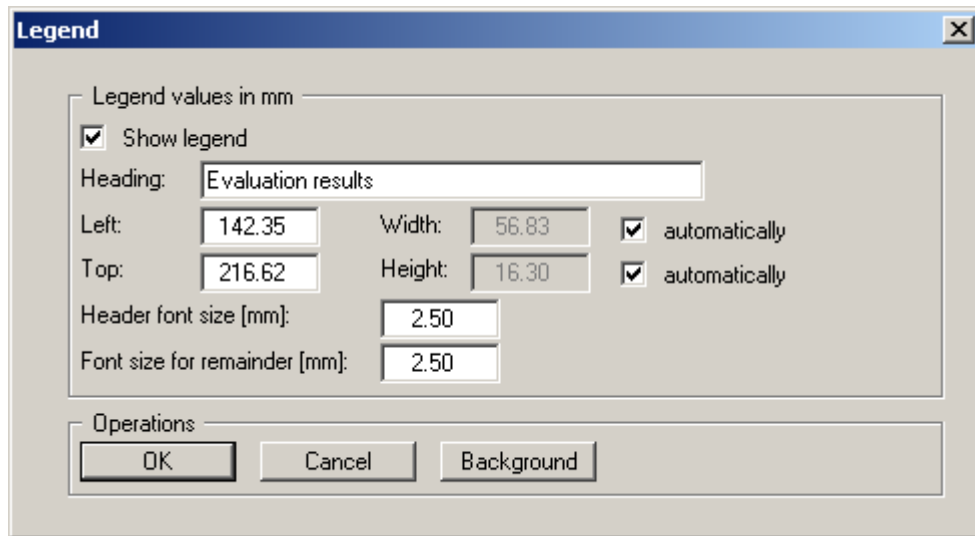 Legend
Legend values in mm
Show legend
Heading: Evaluation results
Left: 142.35 Width: 56.83 automatically
Top: 216.62 Height: 16.30 automatically
Header font size [mm]: 2.50
Font size for remainder [mm]: 2.50
Operations
OK Cancel Background